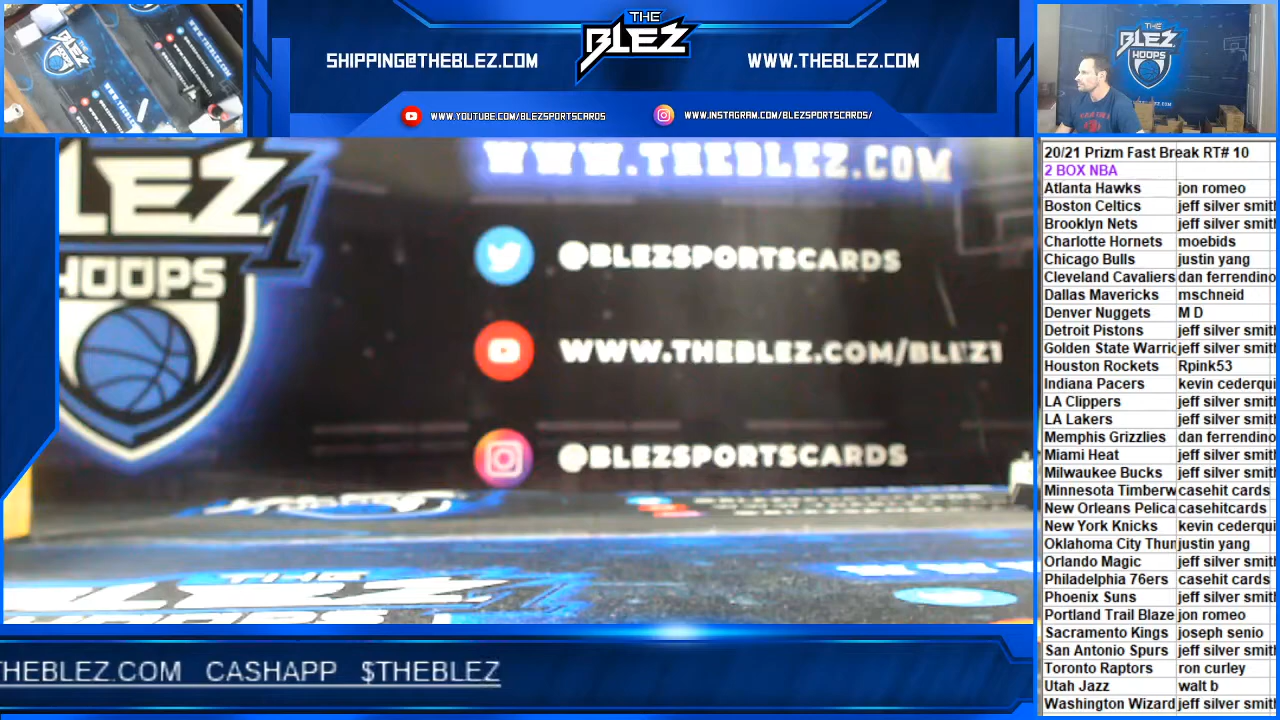 THE
BLEZ
SHIPPING@THEBLEZ.COM
WWW.THEBLEZ.COM
WWW.YOUTUBE.COM/BLEZSPORTSCARDS
WWW.INSTAGRAM.COM/BLEZSPORTSCARDS/
THE
BLEZ
HOOPS
WWW.THEBLEZ.COM
LEZ 1
HOOPS
@BLEZSPORTSCARDS
WWW.THEBLEZ.COM/BLEZ1
@BLEZSPORTSCARDS
THE
BLEZ
HOOPS
THEBLEZ.COM CASHAPP $THEBLEZ
20/21 Prizm Fast Break RT# 10
2 BOX NBA
Atlanta Hawks jon romeo
Boston Celtics jeff silver smit
Brooklyn Nets jeff silver smit
Charlotte Hornets moebids
Chicago Bulls justin yang
Cleveland Cavaliers dan ferrendino
Dallas Mavericks mschneid
Denver Nuggets M D
Detroit Pistons jeff silver smit
Golden State Warric jeff silver smit
Houston Rockets Rpink53
Indiana Pacers kevin cederqui
LA Clippers jeff silver smit
LA Lakers jeff silver smit
Memphis Grizzlies dan ferrendino
Miami Heat jeff silver smit
Milwaukee Bucks jeff silver smit
Minnesota Timberw casehit cards
New Orleans Pelica casehitcards
New York Knicks kevin cederqui
Oklahoma City Thun justin yang
Orlando Magic jeff silver smit
Philadelphia 76ers casehit cards
Phoenix Suns jeff silver smit
Portland Trail Blaze jon romeo
Sacramento Kings joseph senio
San Antonio Spurs jeff silver smit
Toronto Raptors ron curley
Utah Jazz walt b
Washington Wizard jeff silver smit